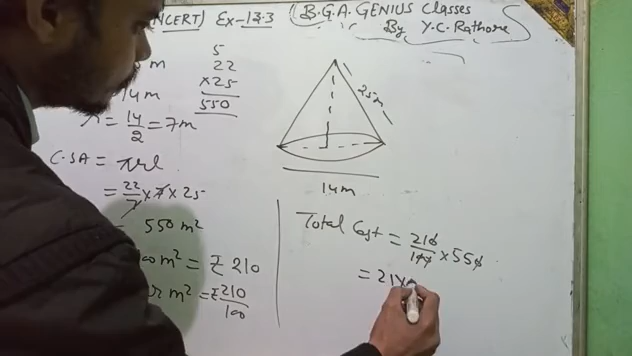 NCERT) Ex-13.3 (B.G.A. GENIUS Classes
By Y.C. Rathore
m
14m
= 14/2 = 7m
5
22
×25
550
C.S.A = πrl
= 22/7 × 7 × 25
550 m²
m² = ₹ 210
m² = ₹ 210/100
25m
14m
Total Cost = 210/100 × 550
= 21×